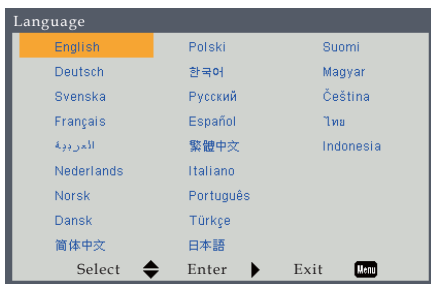 Language
English Polski Suomi
Deutsch 한국어 Magyar
Svenska Русский Čeština
Français Español ไทย
العربية 繁體中文 Indonesia
Nederlands Italiano
Norsk Português
Dansk Türkçe
简体中文 日本語
Select Enter Exit Menu